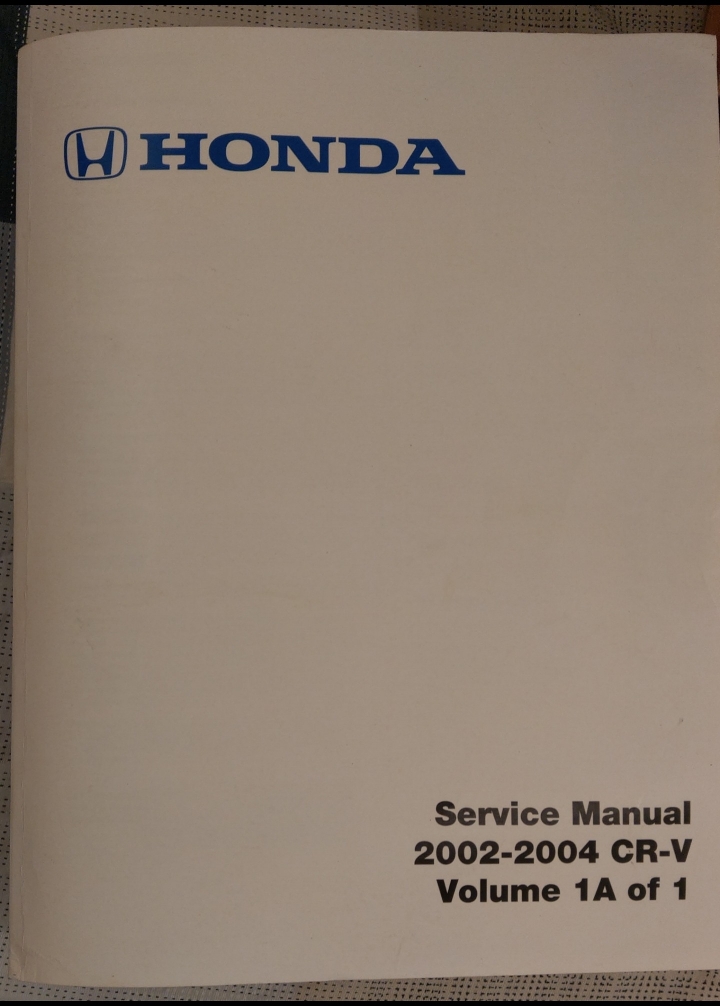 HONDA
Service Manual
2002-2004 CR-V
Volume 1A of 1